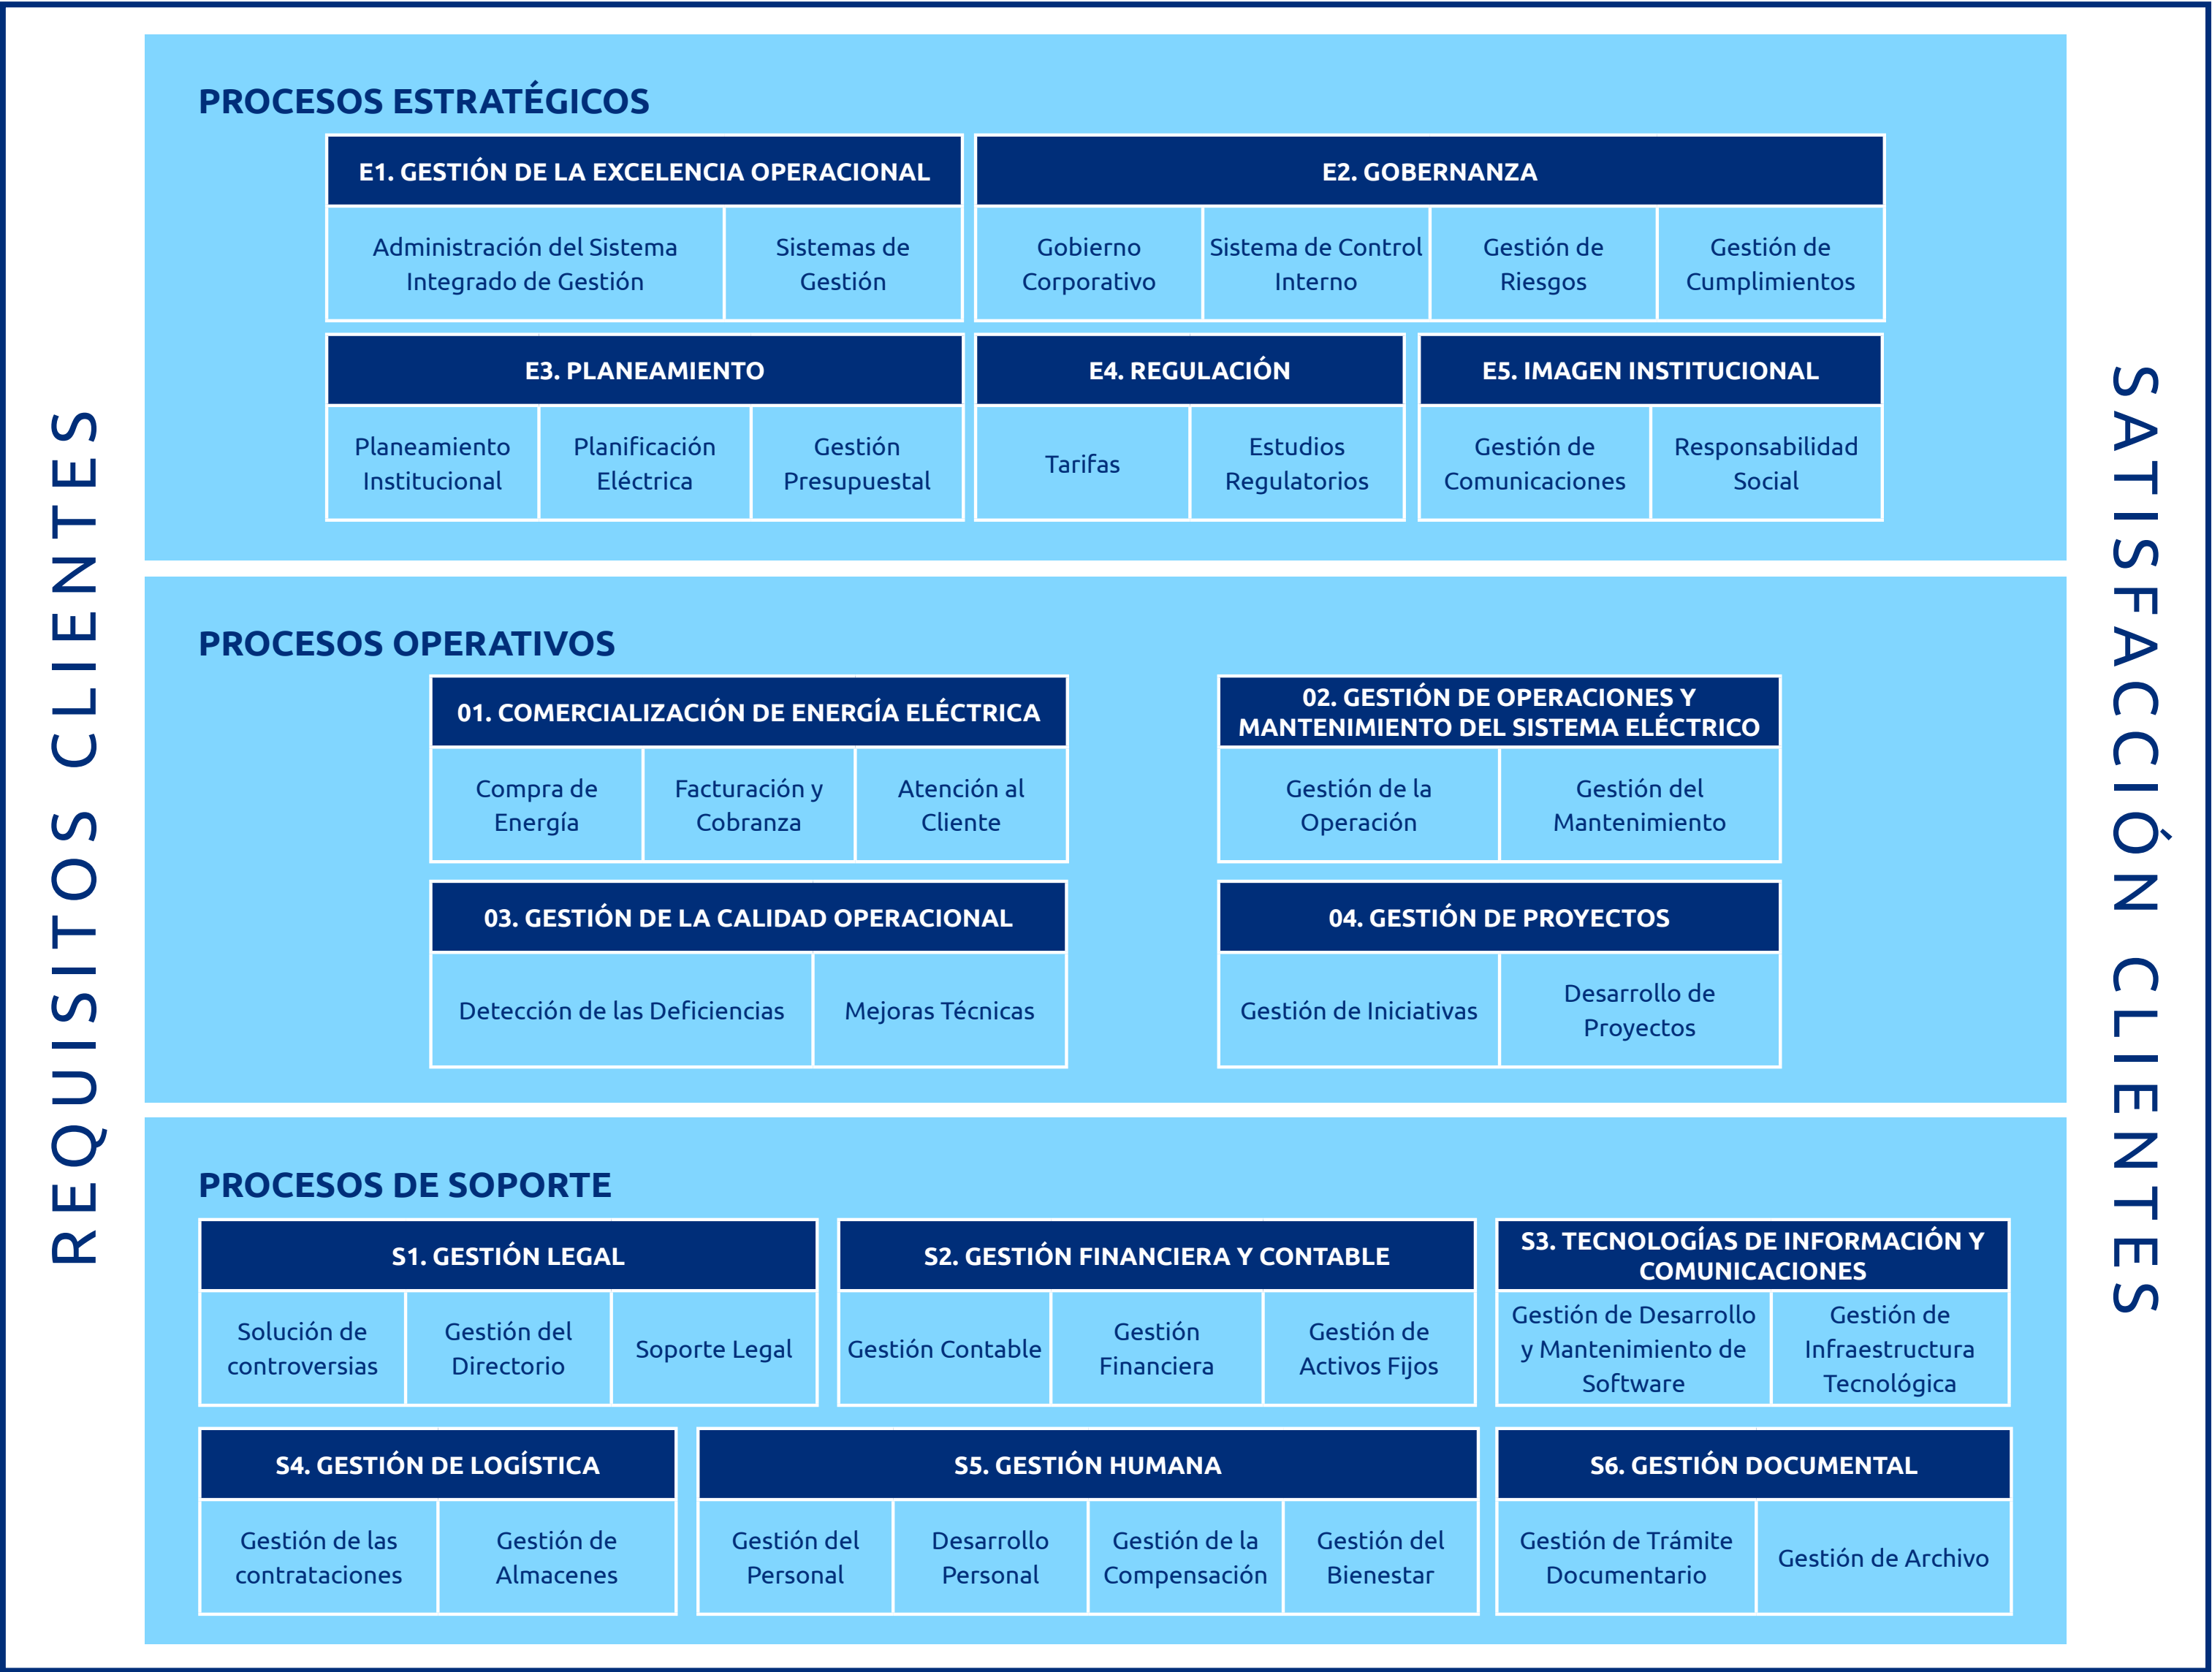 REQUISITOS CLIENTES
PROCESOS ESTRATÉGICOS
E1. GESTIÓN DE LA EXCELENCIA OPERACIONAL
Administración del Sistema
Integrado de Gestión
Sistemas de
Gestión
E2. GOBERNANZA
Gobierno
Corporativo
Sistema de Control
Interno
Gestión de
Riesgos
Gestión de
Cumplimientos
E3. PLANEAMIENTO
Planeamiento
Institucional
Planificación
Eléctrica
Gestión
Presupuestal
E4. REGULACIÓN
Tarifas
Estudios
Regulatorios
E5. IMAGEN INSTITUCIONAL
Gestión de
Comunicaciones
Responsabilidad
Social
PROCESOS OPERATIVOS
01. COMERCIALIZACIÓN DE ENERGÍA ELÉCTRICA
Compra de
Energía
Facturación y
Cobranza
Atención al
Cliente
02. GESTIÓN DE OPERACIONES Y
MANTENIMIENTO DEL SISTEMA ELÉCTRICO
Gestión de la
Operación
Gestión del
Mantenimiento
03. GESTIÓN DE LA CALIDAD OPERACIONAL
Detección de las Deficiencias
Mejoras Técnicas
04. GESTIÓN DE PROYECTOS
Gestión de Iniciativas
Desarrollo de
Proyectos
PROCESOS DE SOPORTE
S1. GESTIÓN LEGAL
Solución de
controversias
Gestión del
Directorio
Soporte Legal
S2. GESTIÓN FINANCIERA Y CONTABLE
Gestión Contable
Gestión
Financiera
Gestión de
Activos Fijos
S3. TECNOLOGÍAS DE INFORMACIÓN Y
COMUNICACIONES
Gestión de Desarrollo
y Mantenimiento de
Software
Gestión de
Infraestructura
Tecnológica
S4. GESTIÓN DE LOGÍSTICA
Gestión de las
contrataciones
Gestión de
Almacenes
S5. GESTIÓN HUMANA
Gestión del
Personal
Desarrollo
Personal
Gestión de la
Compensación
Gestión del
Bienestar
S6. GESTIÓN DOCUMENTAL
Gestión de Trámite
Documentario
Gestión de Archivo
SATISFACCIÓN CLIENTES